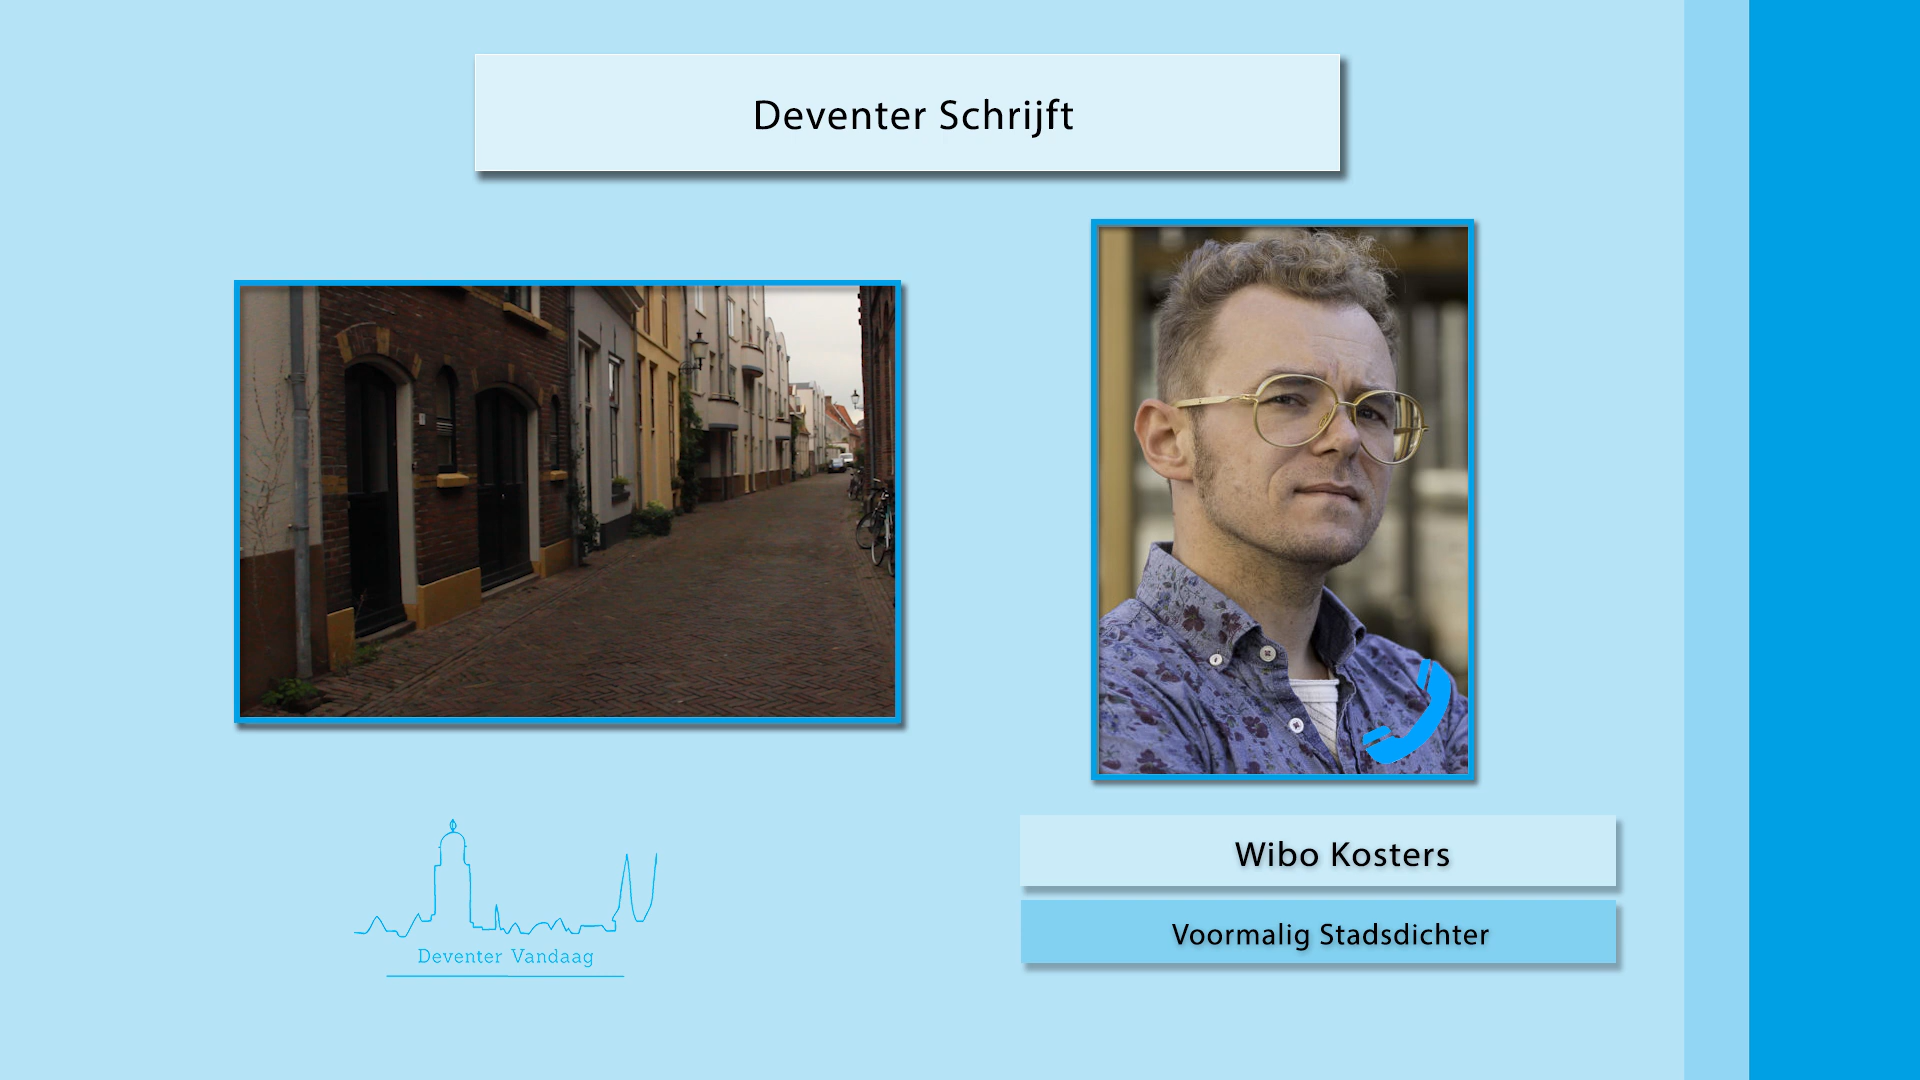 Deventer Schrijft
Wibo Kosters
Voormalig Stadsdichter
Deventer Vandaag